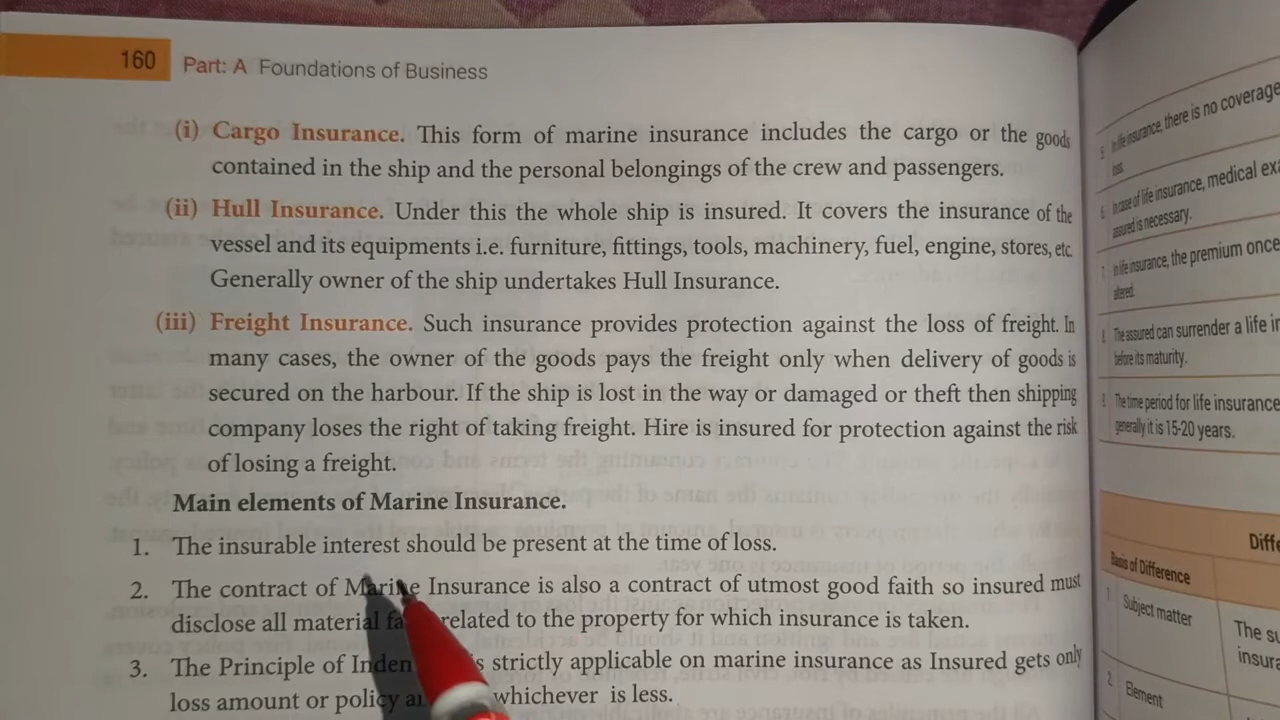 160 Part: A Foundations of Business
(i) Cargo Insurance. This form of marine insurance includes the cargo or the goods
contained in the ship and the personal belongings of the crew and passengers.
(ii) Hull Insurance. Under this the whole ship is insured. It covers the insurance of the
vessel and its equipments i.e. furniture, fittings, tools, machinery, fuel, engine, stores, etc.
Generally owner of the ship undertakes Hull Insurance.
(iii) Freight Insurance. Such insurance provides protection against the loss of freight. In
many cases, the owner of the goods pays the freight only when delivery of goods is
secured on the harbour. If the ship is lost in the way or damaged or theft then shipping
company loses the right of taking freight. Hire is insured for protection against the risk
of losing a freight.
Main elements of Marine Insurance.
1. The insurable interest should be present at the time of loss.
2. The contract of Marine Insurance is also a contract of utmost good faith so insured must
disclose all material related to the property for which insurance is taken.
3. The Principle of strictly applicable on marine insurance as Insured gets only
loss amount or policy whichever is less.
In life insurance, there is no coverage
loss.
In case of life insurance, medical
assured is necessary.
In life insurance, the premium once
altered.
The assured can surrender a life
before its maturity.
The time period for life insurance
generally it is 15-20 years.
Basis of Difference
1 Subject matter
The
2 Element